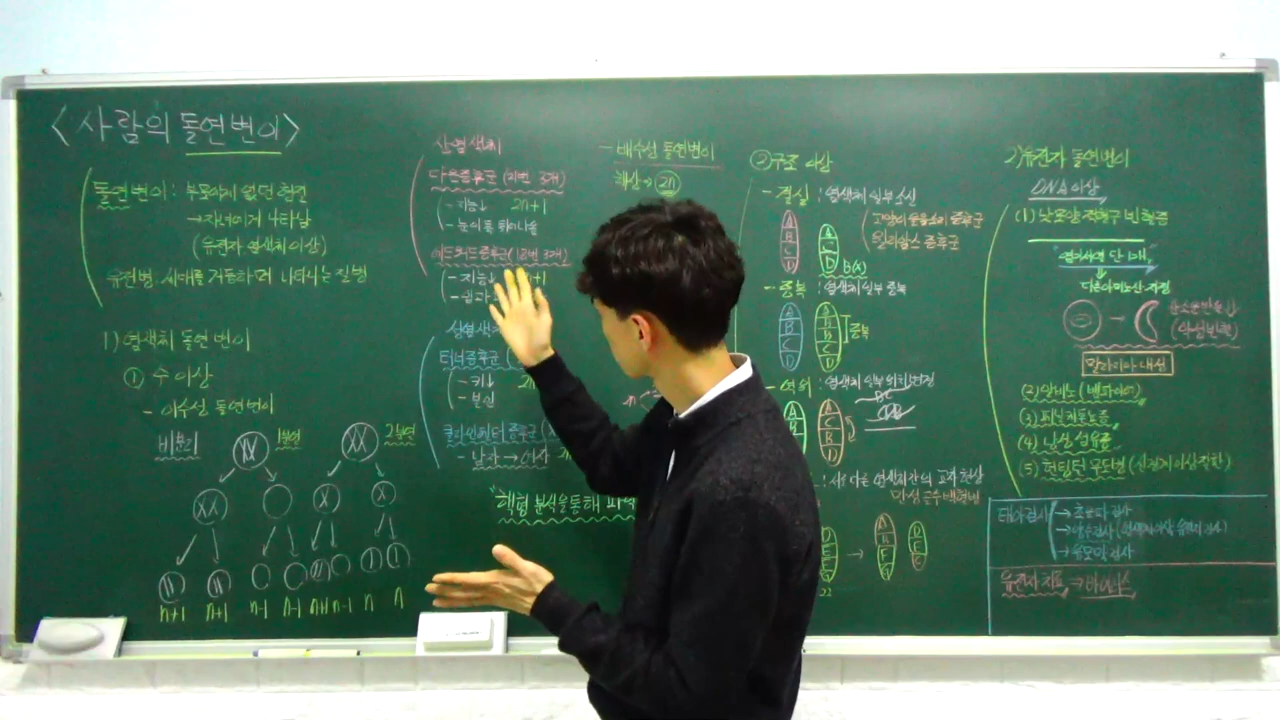 <사람의 돌연변이>
돌연변이: 부모에게 없던 형질
→자녀에게 나타남
(유전자 염색체 이상)
유전병: 세대를 거듭하며 나타나는 질병
1) 염색체 돌연변이
① 수 이상
- 이수성 돌연변이
비분리
1분열
2분열
n+1 n+1 n-1 n-1 n+1 n-1 n n
상염색체
다운증후군 (21번 3개)
- 지능↓ 2n+1
- 눈이 폭 튀어나옴
에드워드증후군(18번 3개)
- 지능↓
터너증후군
- 키↓
- 불임
클라인펠터 증후군
- 남자→여자
핵형 분석을 통해
- 배수성 돌연변이
2n
② 구조 이상
- 결실 : 염색체 일부 소실
고양이 울음소리 증후군
윌리암스 증후군
A
B
C
D
A
C
D
- 중복 : 염색체 일부 중복
A
B
C
D
A
B
B
C
D
중복
- 역위 : 염색체 일부 위치변경
A
B
A
C
B
D
: 서로 다른 염색체간의 교차 현상
만성 골수 백혈병
D
E
F
G
→
A
B
F
G
D
E
C
2) 유전자 돌연변이
DNA 이상
(1) 낫모양 적혈구 빈혈증
염기서열 단 1개,
다른 아미노산 지정
→
산소운반능력↓
(악성빈혈)
말라리아 내성
(2) 알비노 (백파이여)
(3) 페닐케톤뇨증
(4) 낭성 섬유증
(5) 헌팅턴 무도병 (신경계 이상 질환)
태아검사
→초음파 검사
→양수검사 (염색체이상 유전자 검사)
→융모막 검사
유전자 치료 → 바이러스